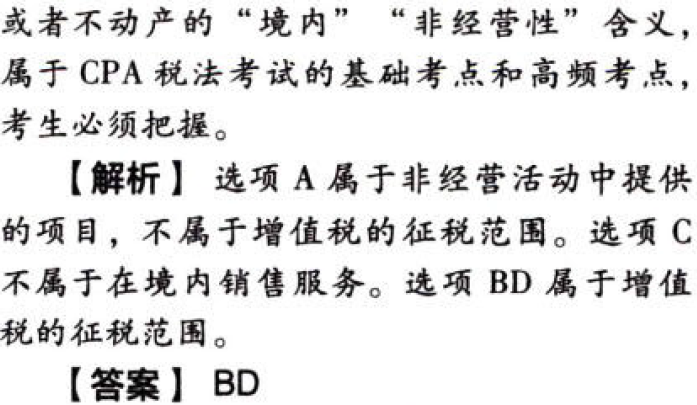 或者不动产的“境内”“非经营性”含义，
属于 CPA 税法考试的基础考点和高频考点，
考生必须把握。
【解析】 选项 A 属于非经营活动中提供
的项目，不属于增值税的征税范围。选项 C
不属于在境内销售服务。选项 BD 属于增值
税的征税范围。
【答案】 BD